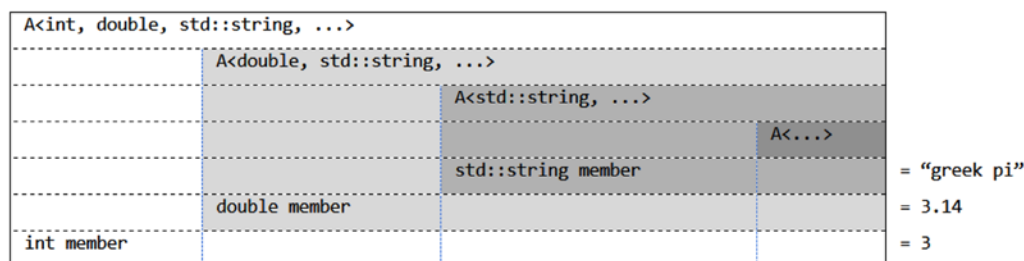 A<int, double, std::string, ...>
A<double, std::string, ...>
A<std::string, ...>
A<...>
std::string member = “greek pi”
double member = 3.14
int member = 3